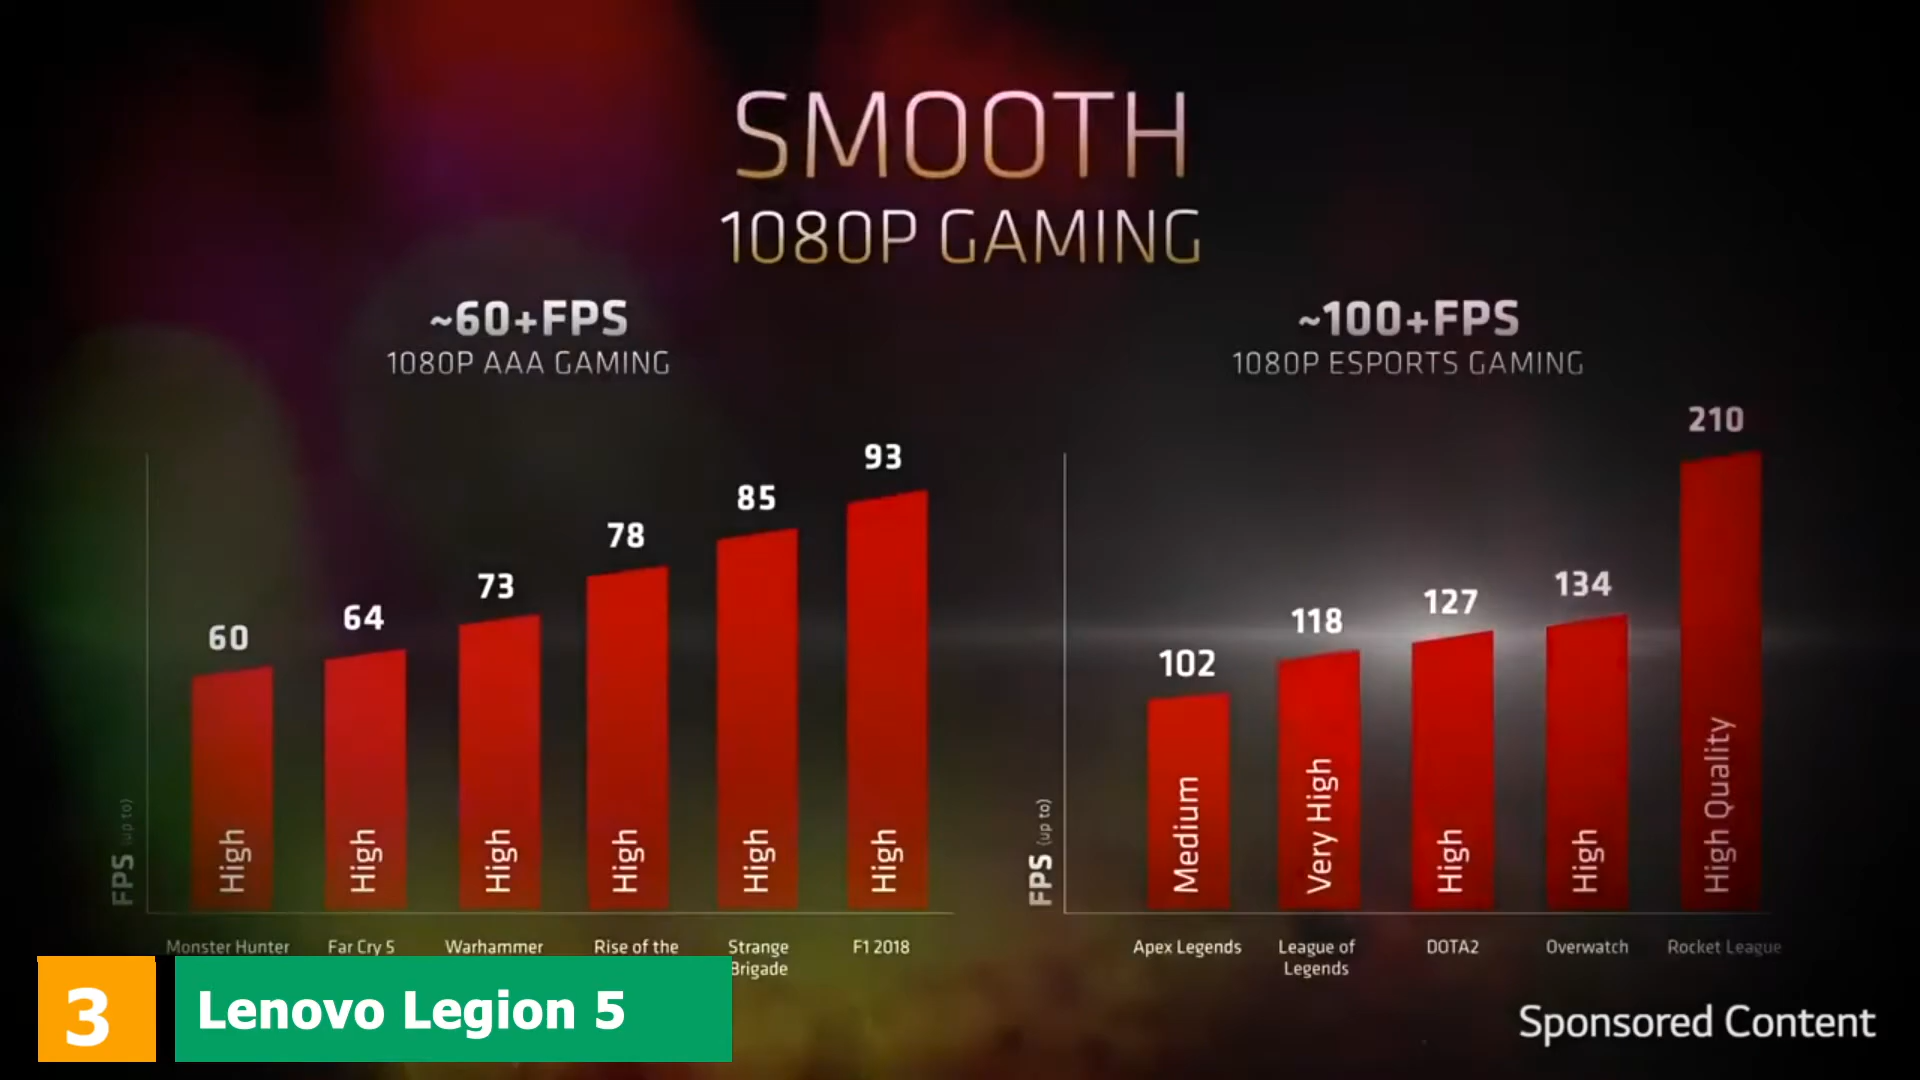 SMOOTH
1080P GAMING
~60+FPS
1080P AAA GAMING
~100+FPS
1080P ESPORTS GAMING
60
64
73
78
85
93
High
High
High
High
High
High
FPS (up to)
Monster Hunter
Far Cry 5
Warhammer
Rise of the
Strange
Brigade
F1 2018
102
118
127
134
210
Medium
Very High
High
High
High Quality
FPS (up to)
Apex Legends
League of
Legends
DOTA2
Overwatch
Rocket League
3
Lenovo Legion 5
Sponsored Content